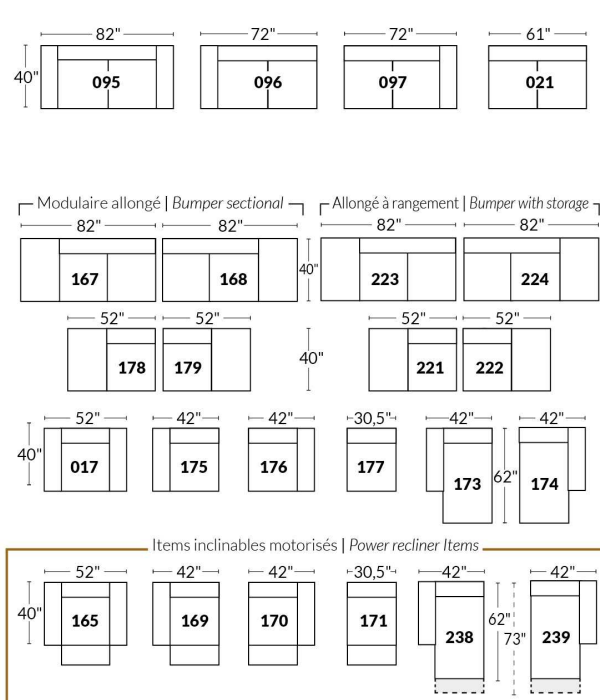 82" 72" 72" 61"
40" 095 096 097 021
Modulaire allongé | Bumper sectional Allongé à rangement | Bumper with storage
82" 82" 82" 82"
167 168 40" 223 224
52" 52" 52" 52"
178 179 40" 221 222
52" 42" 42" 30,5" 42" 42"
40" 017 175 176 177 173 62" 174
Items inclinables motorisés | Power recliner Items
52" 42" 42" 30,5" 42" 42"
40" 165 169 170 171 238 62" 73" 239